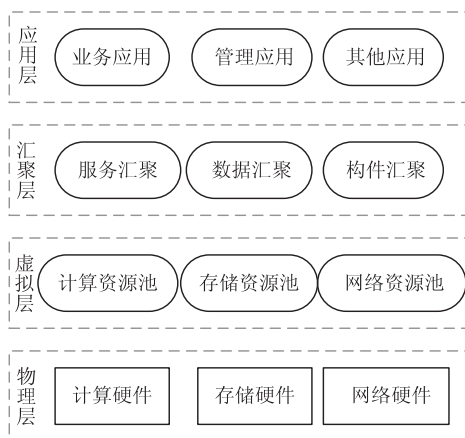 应用层
业务应用 管理应用 其他应用
汇聚层
服务汇聚 数据汇聚 构件汇聚
虚拟层
计算资源池 存储资源池 网络资源池
物理层
计算硬件 存储硬件 网络硬件